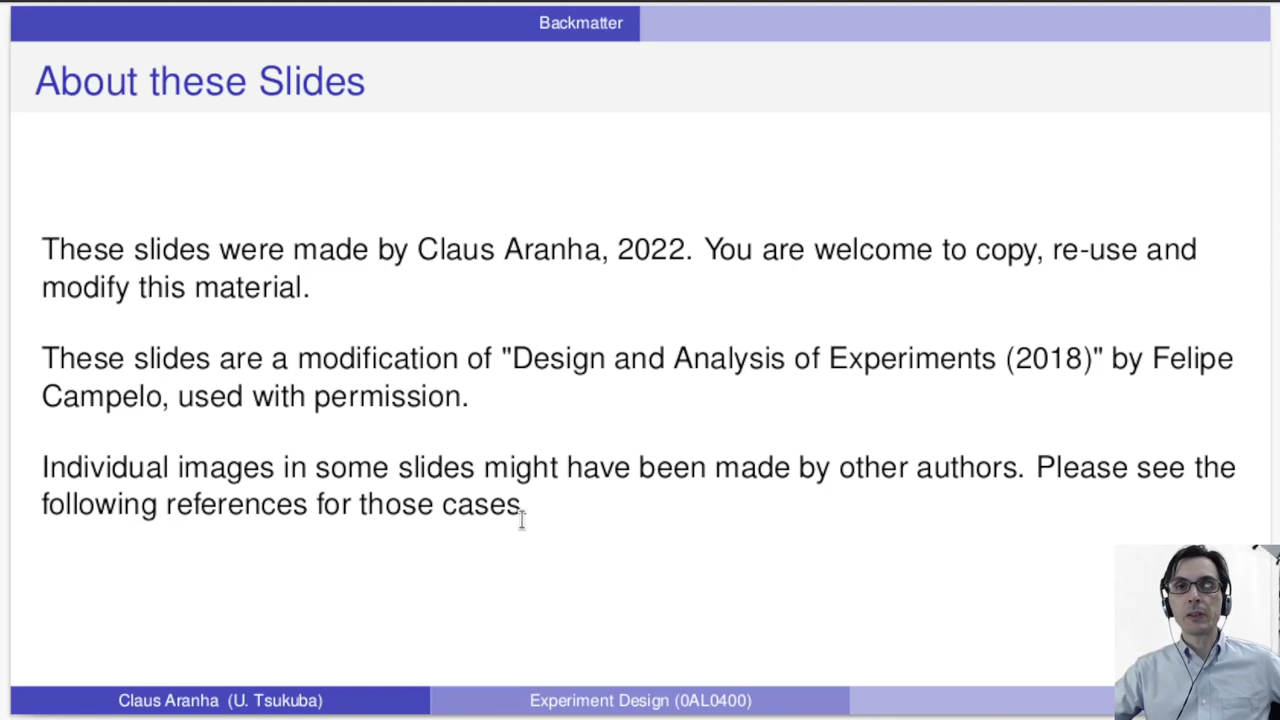 Backmatter
About these Slides
These slides were made by Claus Aranha, 2022. You are welcome to copy, re-use and
modify this material.
These slides are a modification of "Design and Analysis of Experiments (2018)" by Felipe
Campelo, used with permission.
Individual images in some slides might have been made by other authors. Please see the
following references for those cases.
Claus Aranha (U. Tsukuba)
Experiment Design (0AL0400)